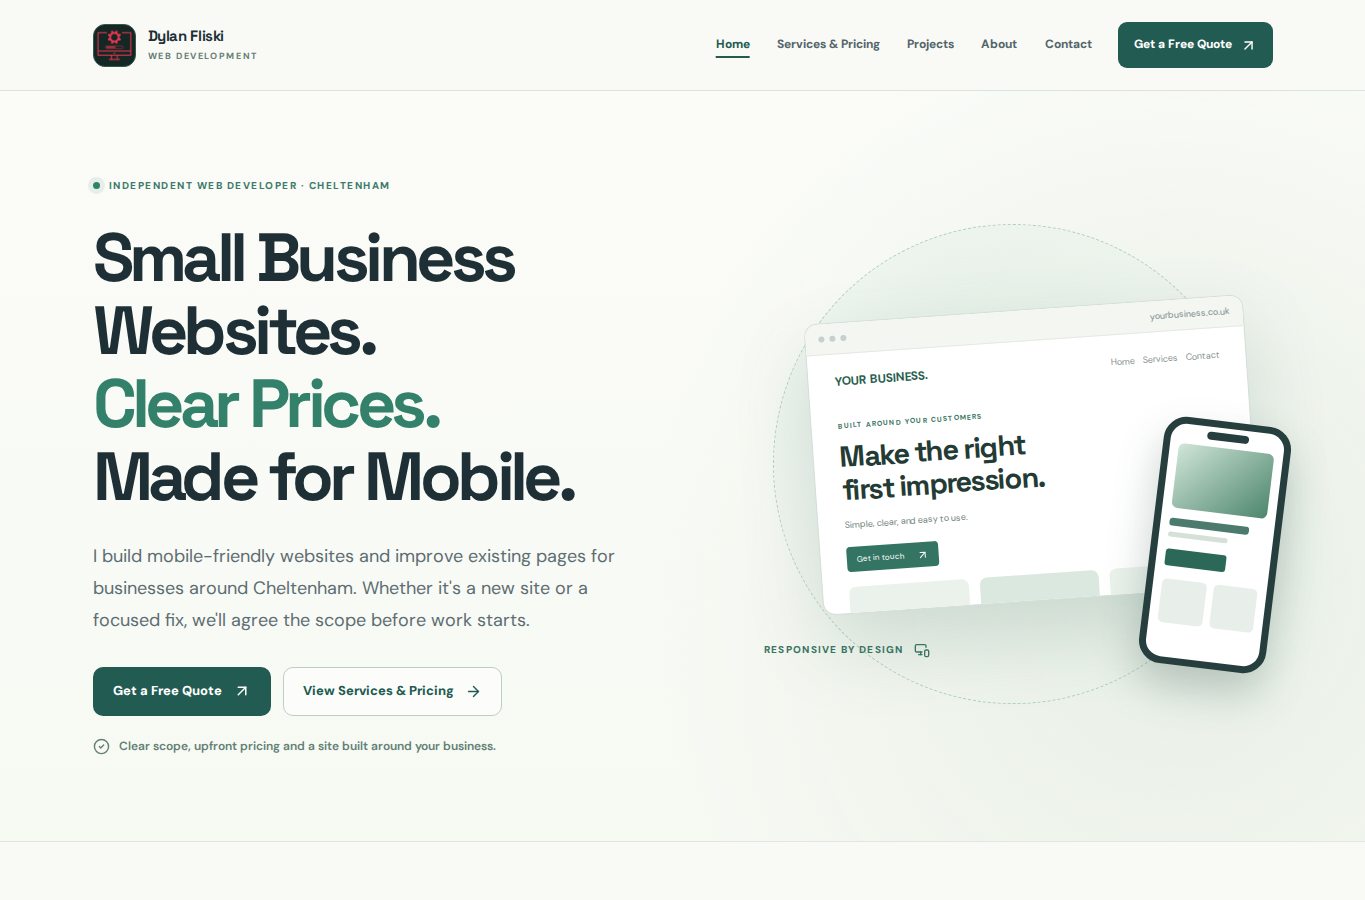 Dylan Fliski
WEB DEVELOPMENT
Home
Services & Pricing
Projects
About
Contact
Get a Free Quote
INDEPENDENT WEB DEVELOPER · CHELTENHAM
Small Business
Websites.
Clear Prices.
Made for Mobile.
I build mobile-friendly websites and improve existing pages for
businesses around Cheltenham. Whether it's a new site or a
focused fix, we'll agree the scope before work starts.
Get a Free Quote
View Services & Pricing
Clear scope, upfront pricing and a site built around your business.
yourbusiness.co.uk
YOUR BUSINESS.
Home Services Contact
BUILT AROUND YOUR CUSTOMERS
Make the right
first impression.
Simple, clear, and easy to use.
Get in touch
RESPONSIVE BY DESIGN